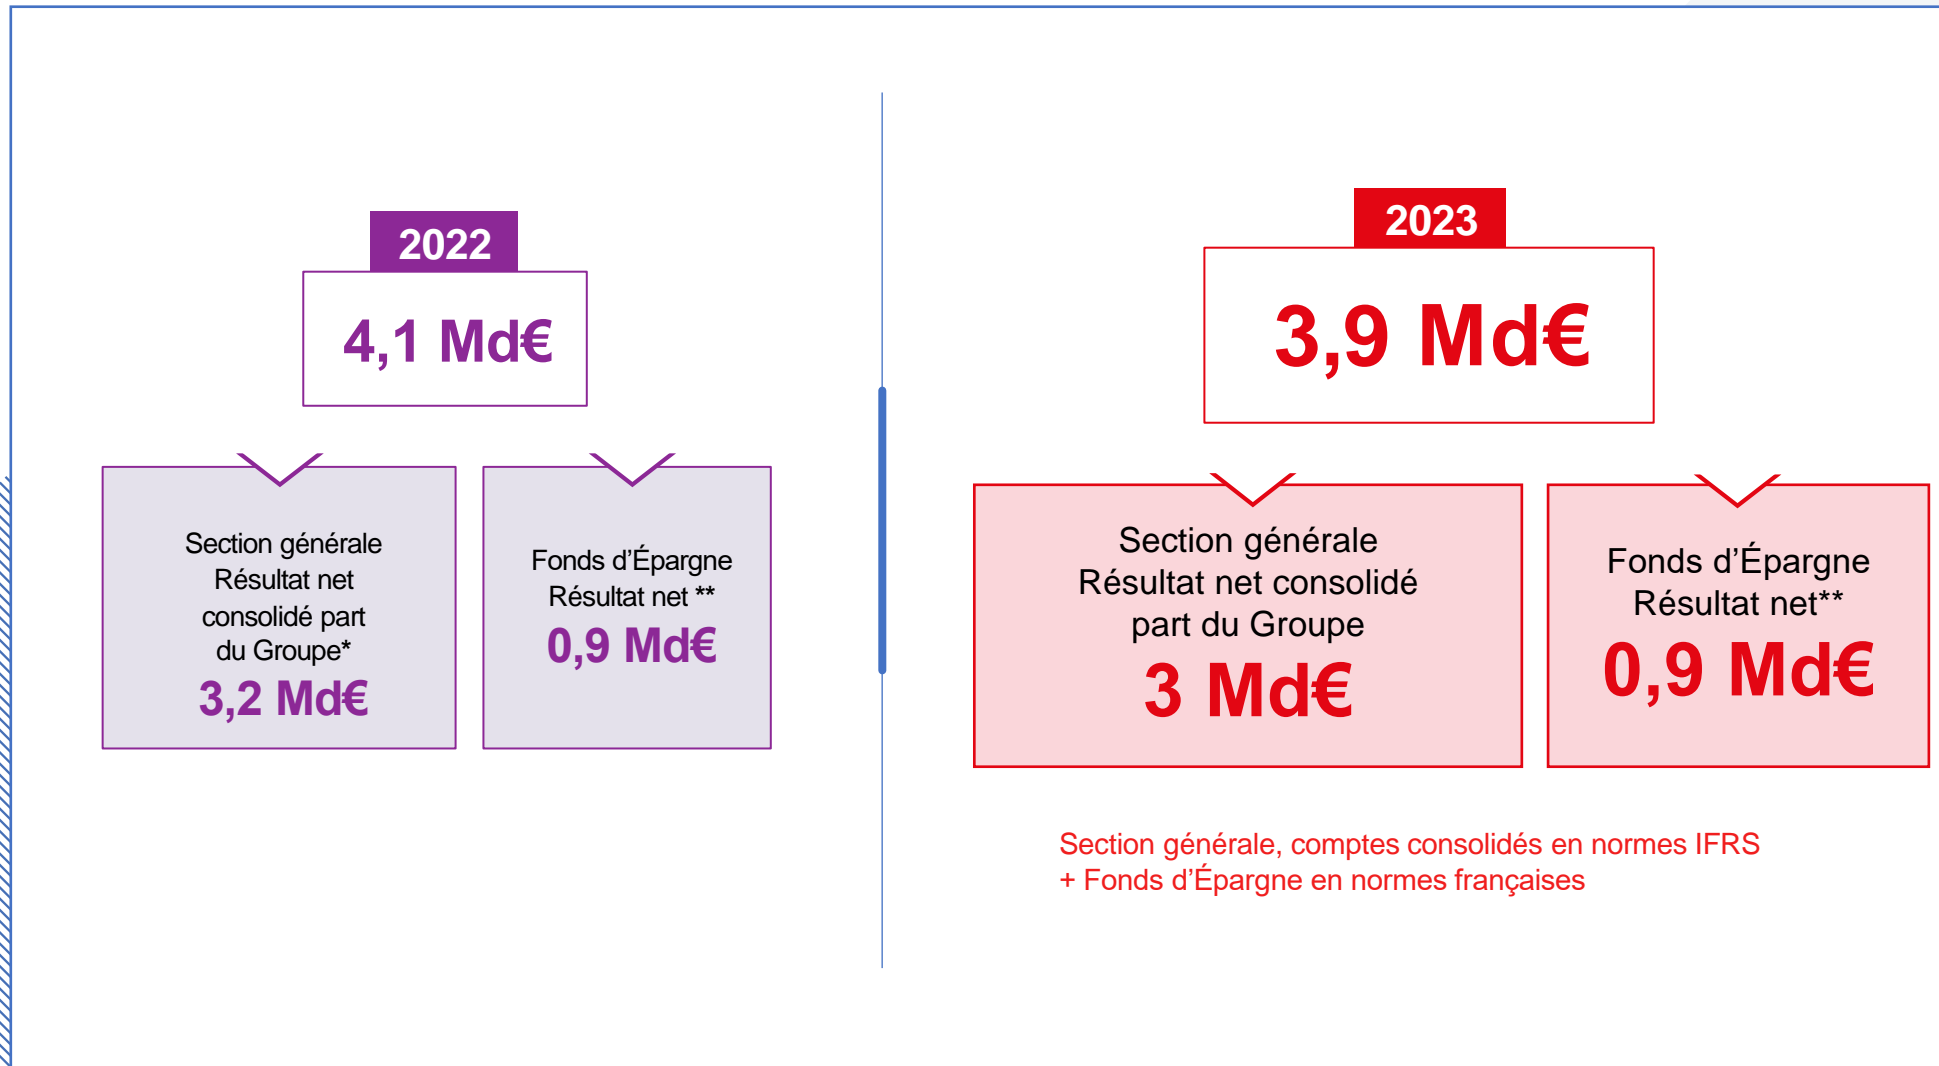 2022
4,1 Md€
Section générale
Résultat net
consolidé part
du Groupe*
3,2 Md€
Fonds d’Épargne
Résultat net **
0,9 Md€
2023
3,9 Md€
Section générale
Résultat net consolidé
part du Groupe
3 Md€
Fonds d’Épargne
Résultat net**
0,9 Md€
Section générale, comptes consolidés en normes IFRS
+ Fonds d’Épargne en normes françaises